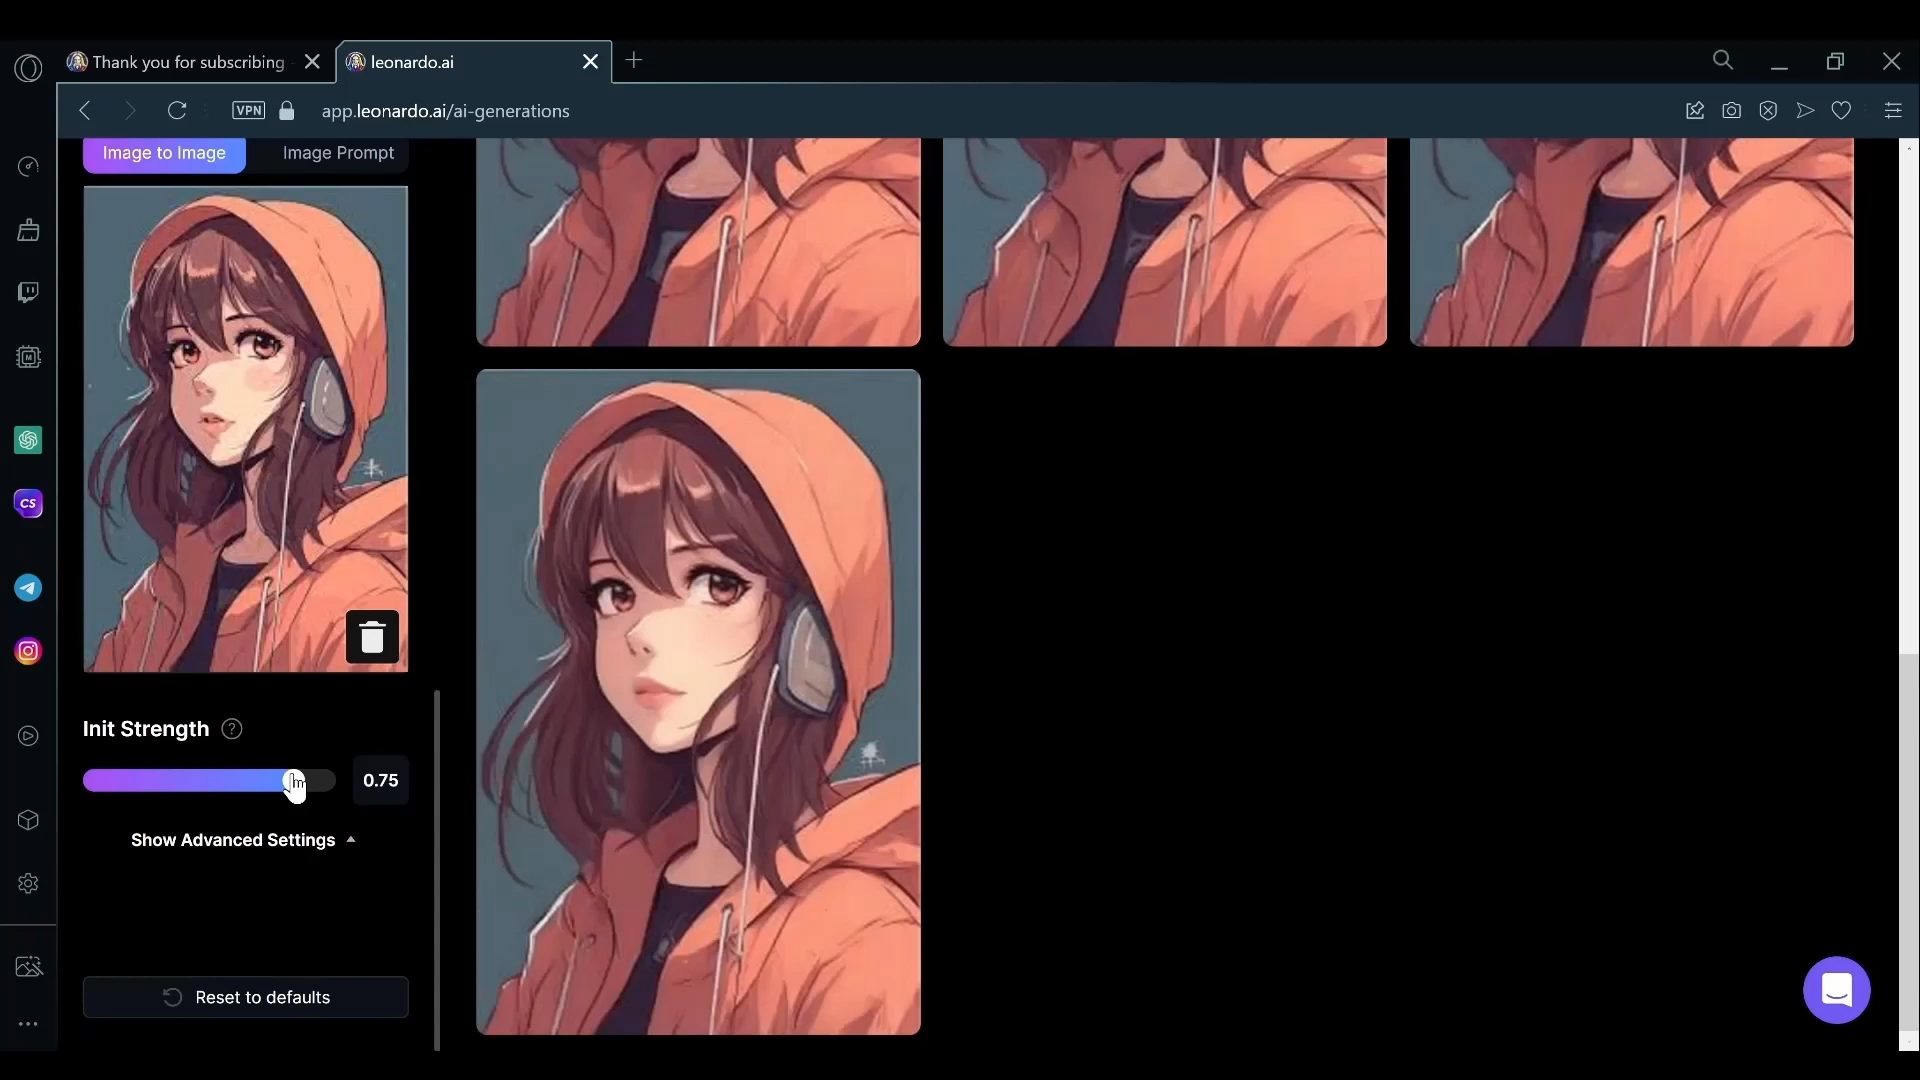 Thank you for subscribing
leonardo.ai
VPN
app.leonardo.ai/ai-generations
Image to Image
Image Prompt
CS
Init Strength ?
0.75
Show Advanced Settings
Reset to defaults